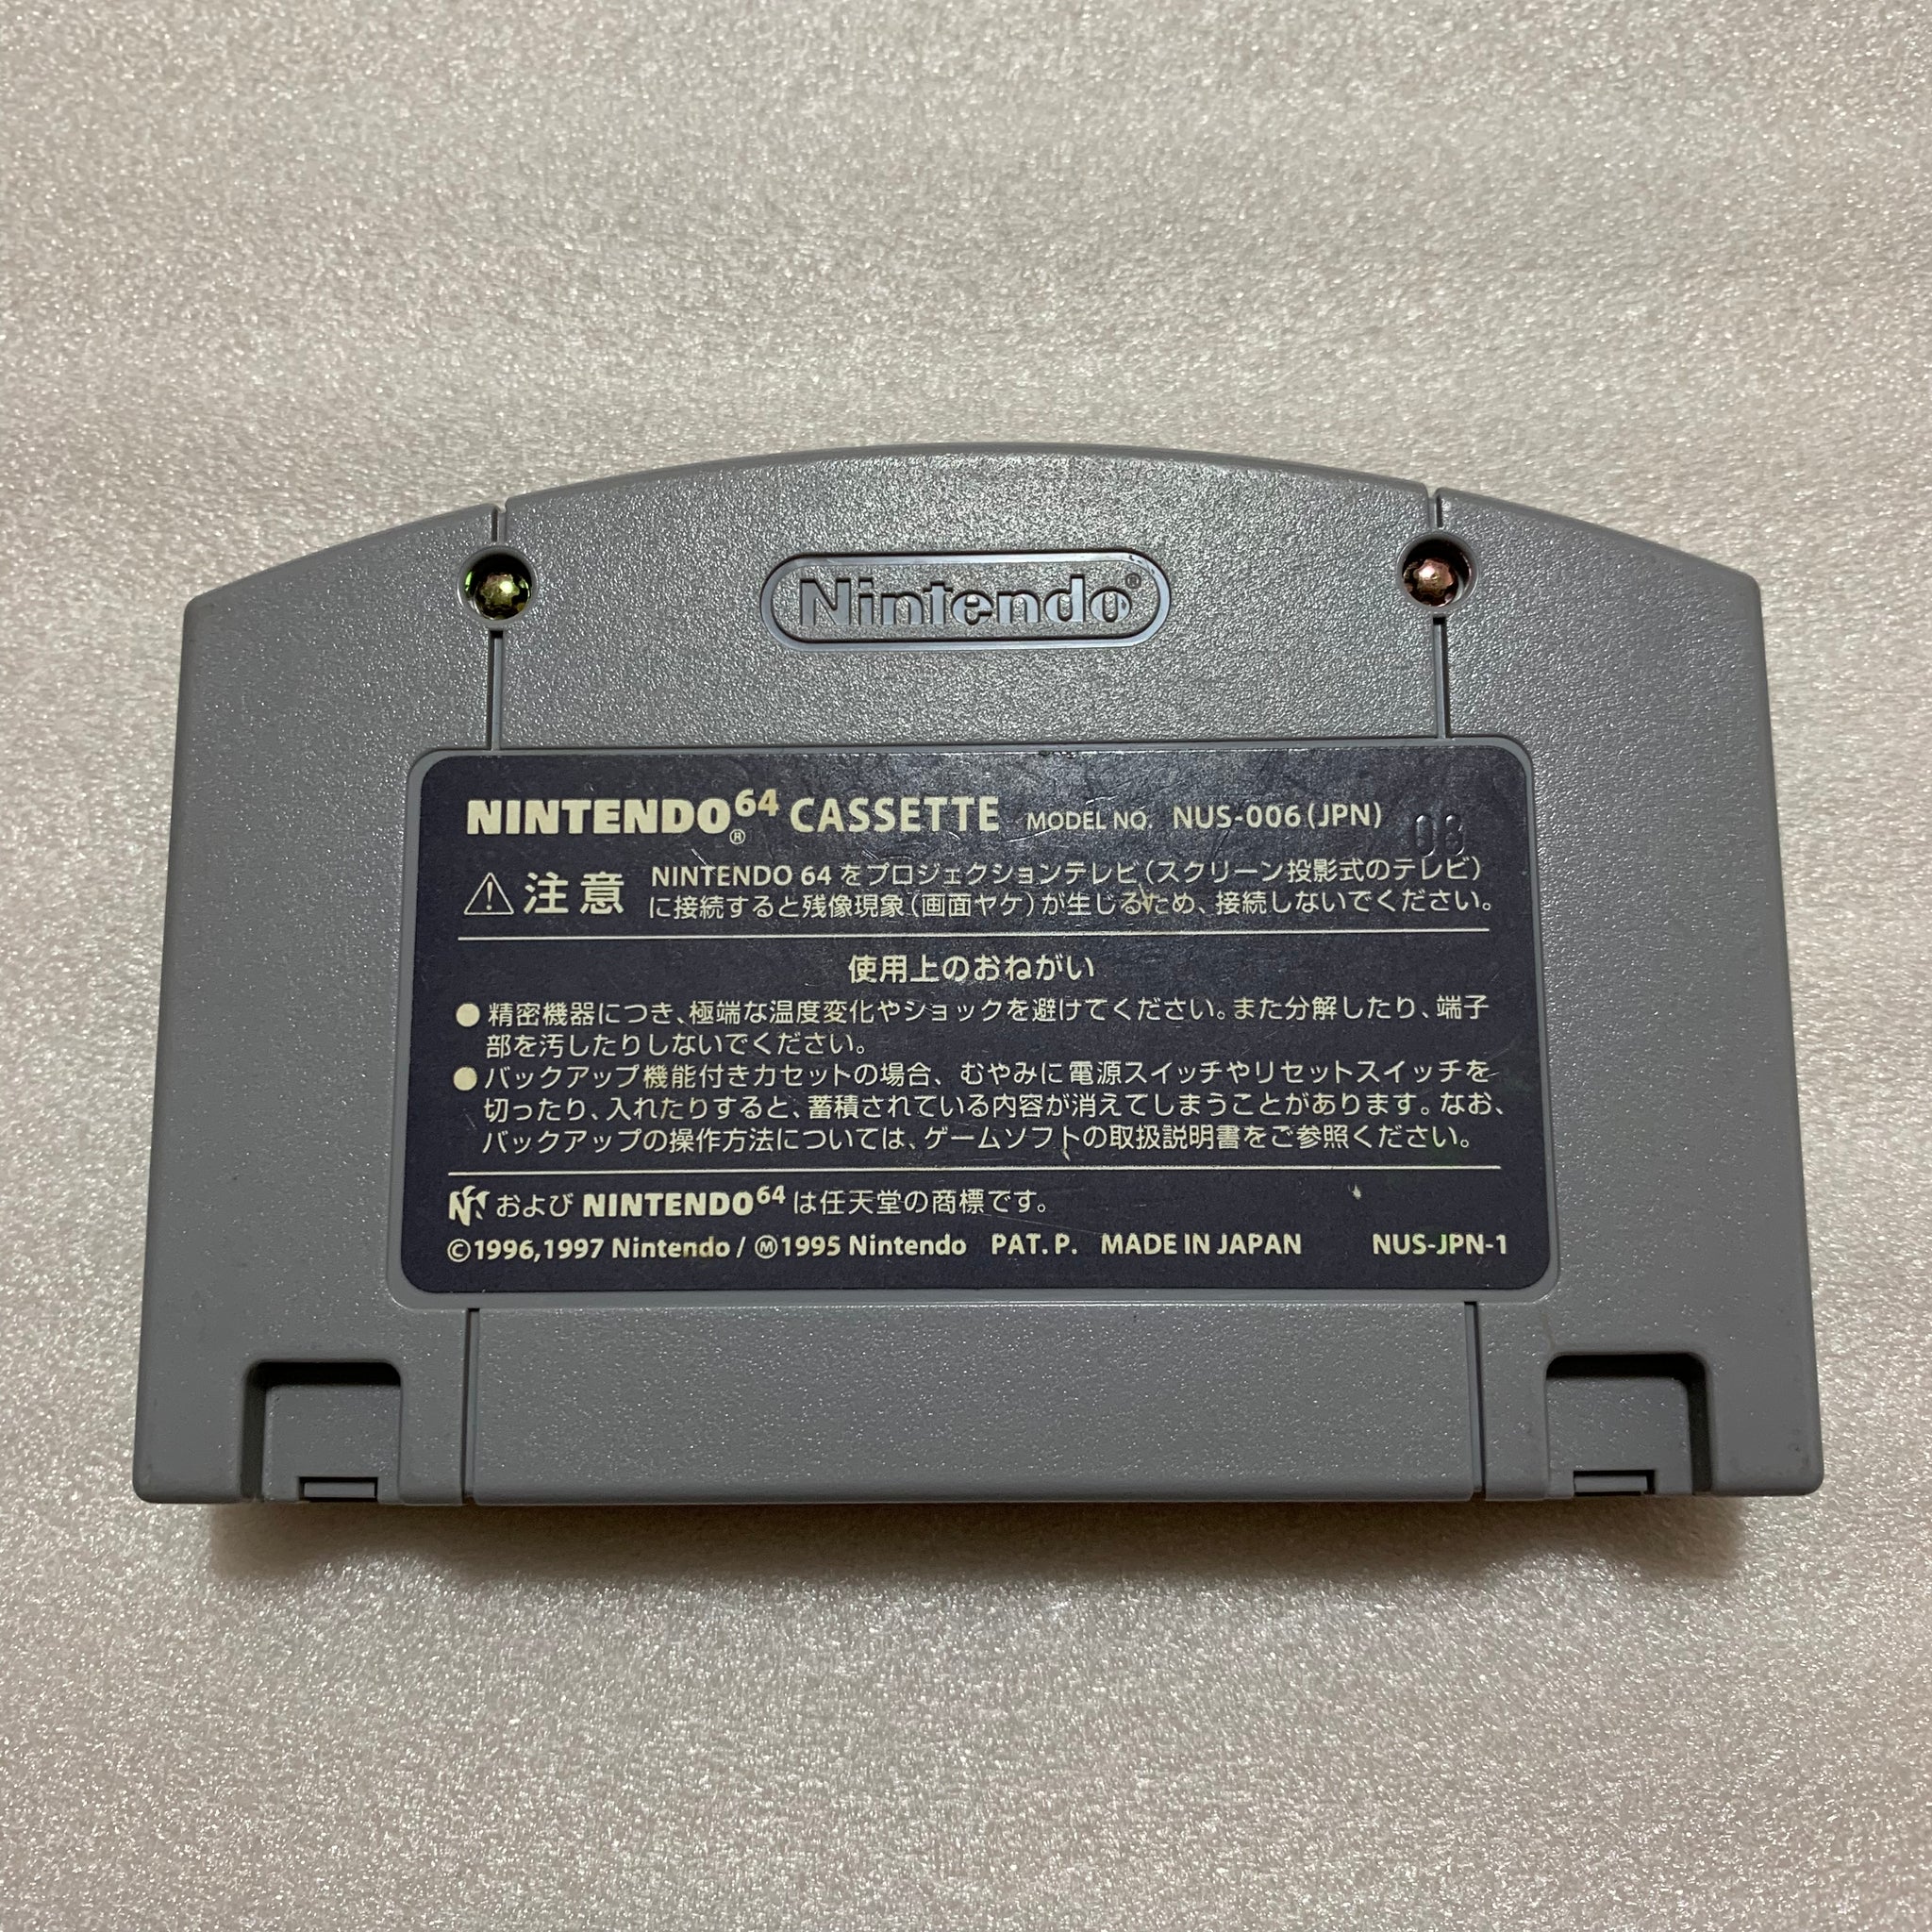 Nintendo®
NINTENDO64® CASSETTE MODEL NO. NUS-006(JPN) 08
⚠注意 NINTENDO 64 をプロジェクションテレビ(スクリーン投影式のテレビ)
に接続すると残像現象(画面ヤケ)が生じるため、接続しないでください。
使用上のおねがい
●精密機器につき、極端な温度変化やショックを避けてください。また分解したり、端子
部を汚したりしないでください。
●バックアップ機能付きカセットの場合、むやみに電源スイッチやリセットスイッチを
切ったり、入れたりすると、蓄積されている内容が消えてしまうことがあります。なお、
バックアップの操作方法については、ゲームソフトの取扱説明書をご参照ください。
および NINTENDO64 は任天堂の商標です。
©1996,1997 Nintendo / Ⓜ1995 Nintendo PAT. P. MADE IN JAPAN NUS-JPN-1